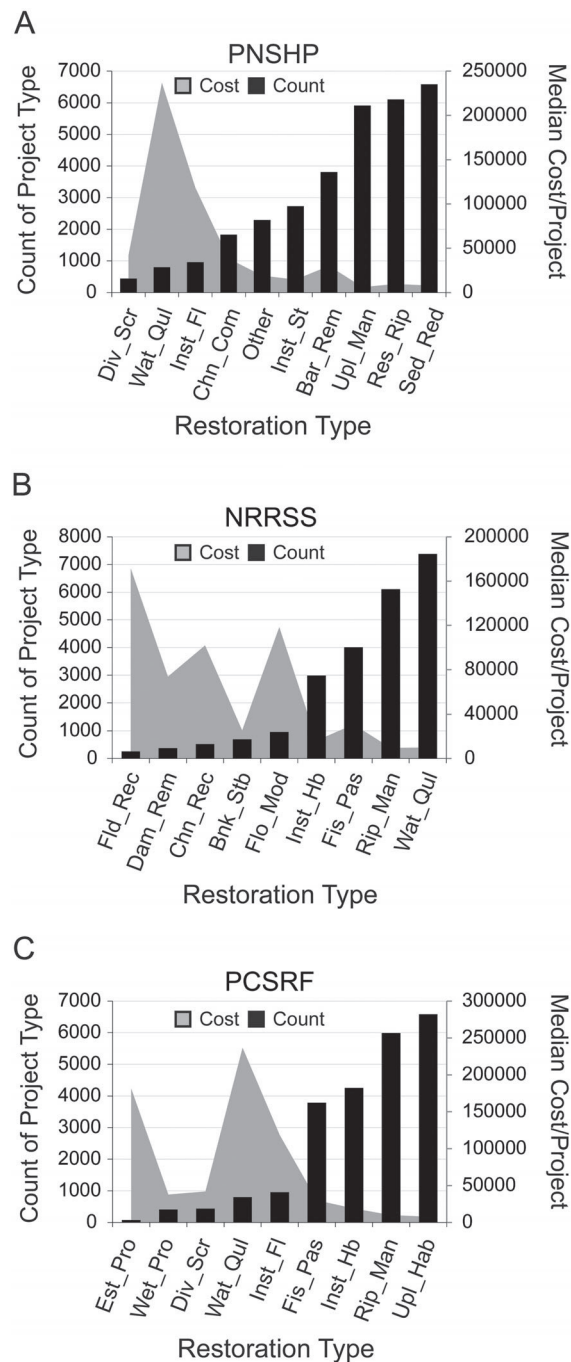 A
PNSHP
Cost Count
Count of Project Type
7000
6000
5000
4000
3000
2000
1000
0
250000
200000
150000
100000
50000
0
Median Cost/Project
Div_Scr
Wat_Qul
Inst_Fl
Chn_Com
Other
Inst_St
Bar_Rem
Upl_Man
Res_Rip
Sed_Red
Restoration Type
B
NRRSS
Cost Count
Count of Project Type
8000
7000
6000
5000
4000
3000
2000
1000
0
200000
160000
120000
80000
40000
0
Median Cost/Project
Fld_Rec
Dam_Rem
Chn_Rec
Bnk_Stb
Flo_Mod
Inst_Hb
Fis_Pas
Rip_Man
Wat_Qul
Restoration Type
C
PCSRF
Cost Count
Count of Project Type
7000
6000
5000
4000
3000
2000
1000
0
300000
250000
200000
150000
100000
50000
0
Median Cost/Project
Est_Pro
Wet_Pro
Div_Scr
Wat_Qul
Inst_Fl
Fis_Pas
Inst_Hb
Rip_Man
Upl_Hab
Restoration Type